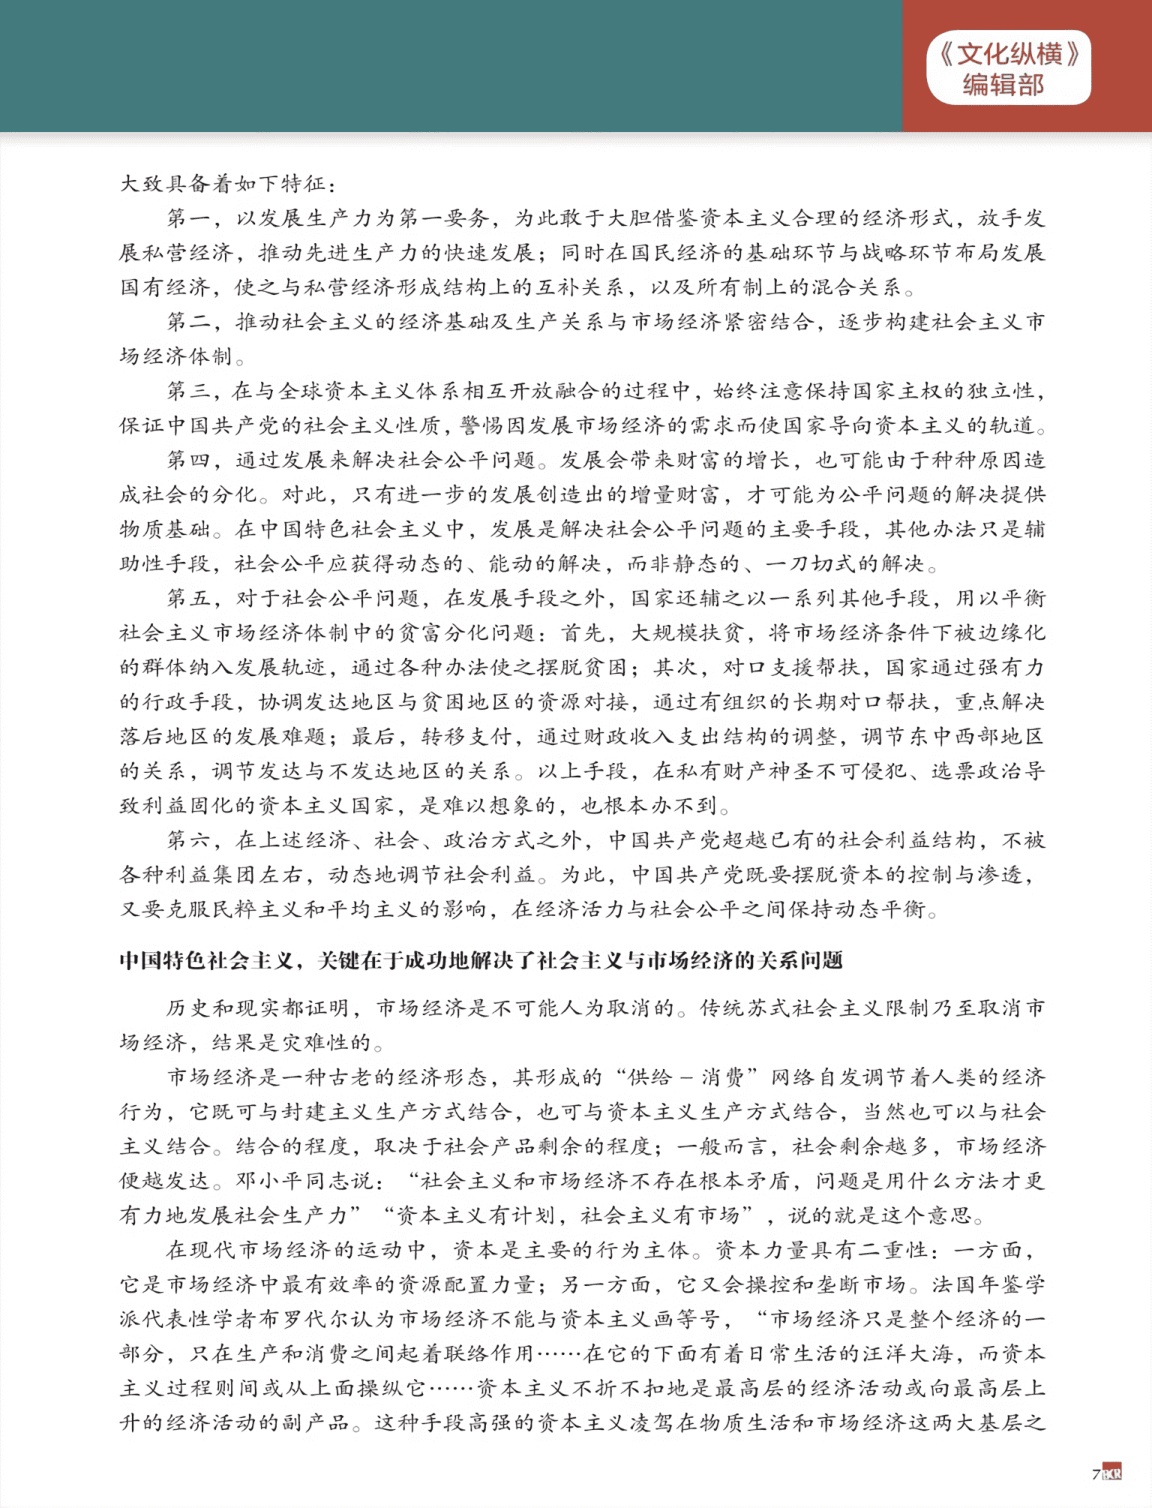 《文化纵横》
编辑部
大致具备着如下特征：
第一，以发展生产力为第一要务，为此敢于大胆借鉴资本主义合理的经济形式，放手发
展私营经济，推动先进生产力的快速发展；同时在国民经济的基础环节与战略环节布局发展
国有经济，使之与私营经济形成结构上的互补关系，以及所有制上的混合关系。
第二，推动社会主义的经济基础及生产关系与市场经济紧密结合，逐步构建社会主义市
场经济体制。
第三，在与全球资本主义体系相互开放融合的过程中，始终注意保持国家主权的独立性，
保证中国共产党的社会主义性质，警惕因发展市场经济的需求而使国家导向资本主义的轨道。
第四，通过发展来解决社会公平问题。发展会带来财富的增长，也可能由于种种原因造
成社会的分化。对此，只有进一步的发展创造出的增量财富，才可能为公平问题的解决提供
物质基础。在中国特色社会主义中，发展是解决社会公平问题的主要手段，其他办法只是辅
助性手段，社会公平应获得动态的、能动的解决，而非静态的、一刀切式的解决。
第五，对于社会公平问题，在发展手段之外，国家还辅之以一系列其他手段，用以平衡
社会主义市场经济体制中的贫富分化问题：首先，大规模扶贫，将市场经济条件下被边缘化
的群体纳入发展轨迹，通过各种办法使之摆脱贫困；其次，对口支援帮扶，国家通过强有力
的行政手段，协调发达地区与贫困地区的资源对接，通过有组织的长期对口帮扶，重点解决
落后地区的发展难题；最后，转移支付，通过财政收入支出结构的调整，调节东中西部地区
的关系，调节发达与不发达地区的关系。以上手段，在私有财产神圣不可侵犯、选票政治导
致利益固化的资本主义国家，是难以想象的，也根本办不到。
第六，在上述经济、社会、政治方式之外，中国共产党超越已有的社会利益结构，不被
各种利益集团左右，动态地调节社会利益。为此，中国共产党既要摆脱资本的控制与渗透，
又要克服民粹主义和平均主义的影响，在经济活力与社会公平之间保持动态平衡。
中国特色社会主义，关键在于成功地解决了社会主义与市场经济的关系问题
历史和现实都证明，市场经济是不可能人为取消的。传统苏式社会主义限制乃至取消市
场经济，结果是灾难性的。
市场经济是一种古老的经济形态，其形成的“供给－消费”网络自发调节着人类的经济
行为，它既可与封建主义生产方式结合，也可与资本主义生产方式结合，当然也可以与社会
主义结合。结合的程度，取决于社会产品剩余的程度；一般而言，社会剩余越多，市场经济
便越发达。邓小平同志说：“社会主义和市场经济不存在根本矛盾，问题是用什么方法才更
有力地发展社会生产力”“资本主义有计划，社会主义有市场”，说的就是这个意思。
在现代市场经济的运动中，资本是主要的行为主体。资本力量具有二重性：一方面，
它是市场经济中最有效率的资源配置力量；另一方面，它又会操控和垄断市场。法国年鉴学
派代表性学者布罗代尔认为市场经济不能与资本主义画等号，“市场经济只是整个经济的一
部分，只在生产和消费之间起着联络作用……在它的下面有着日常生活的汪洋大海，而资本
主义过程则间或从上面操纵它……资本主义不折不扣地是最高层的经济活动或向最高层上
升的经济活动的副产品。这种手段高强的资本主义凌驾在物质生活和市场经济这两大基层之
7 BCR